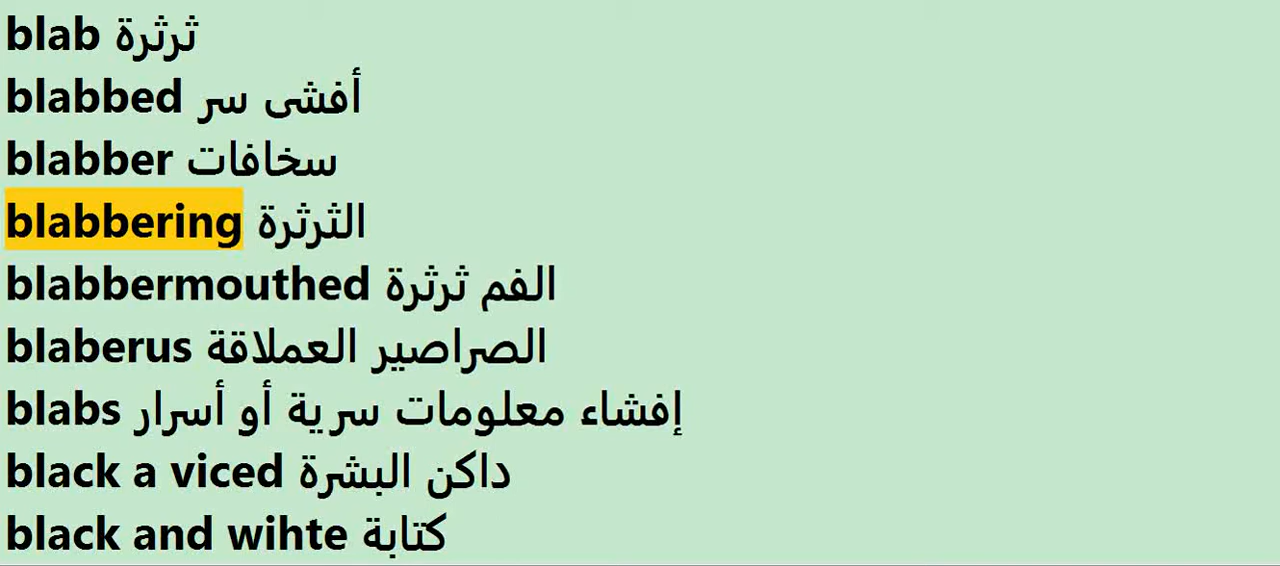 blab ثرثرة
blabbed أفشى سر
blabber سخافات
blabbering الثرثرة
blabbermouthed الفم ثرثرة
blaberus الصراصير العملاقة
blabs إفشاء معلومات سرية أو أسرار
black a viced داكن البشرة
black and wihte كتابة